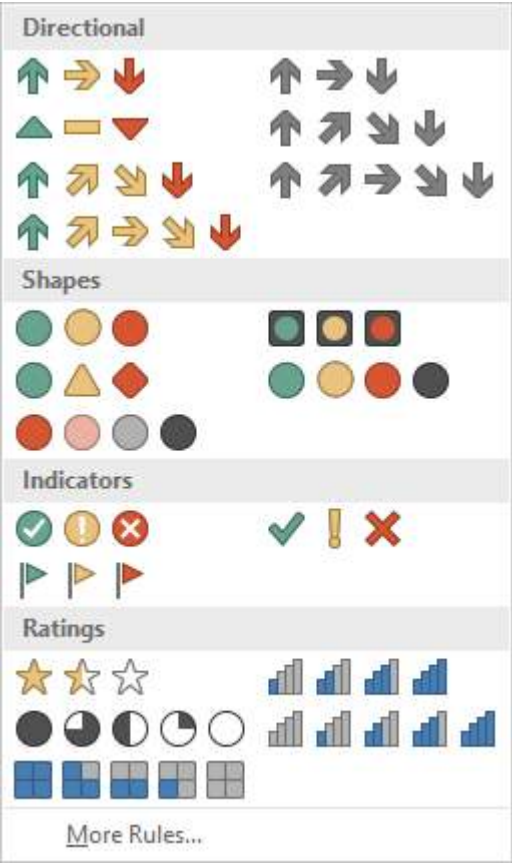 Directional
Shapes
Indicators
Ratings
More Rules...